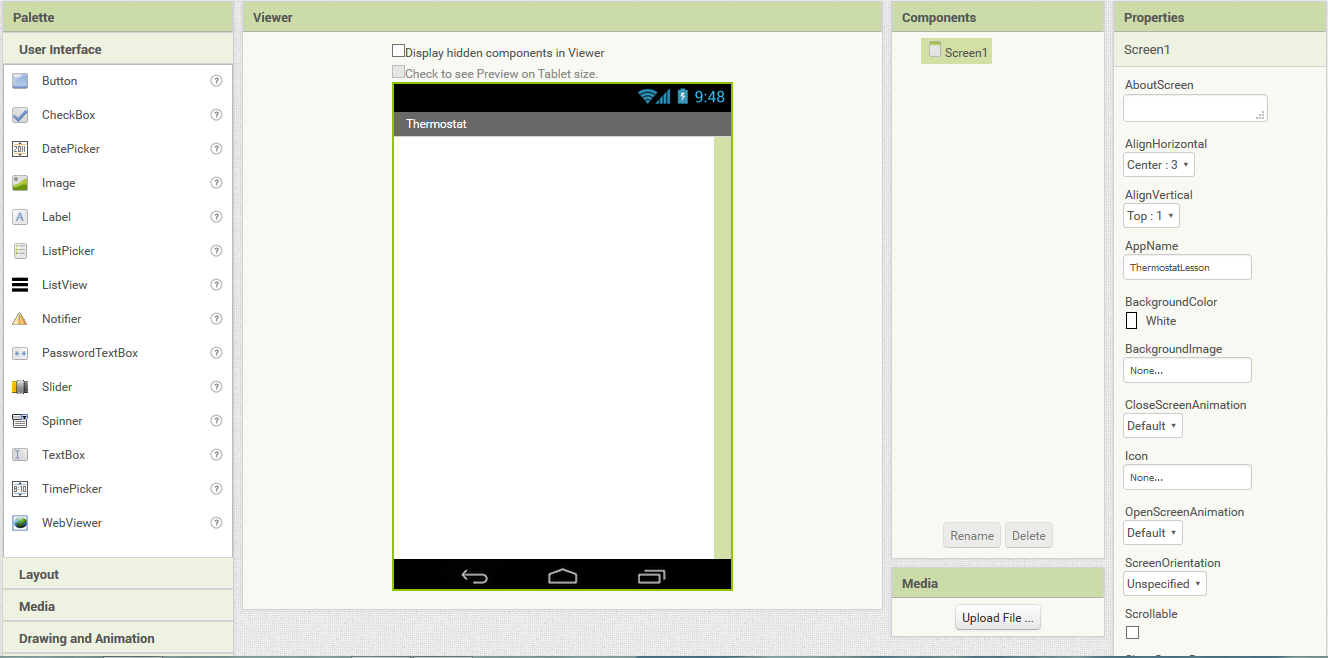 Palette
User Interface
Button
CheckBox
DatePicker
Image
Label
ListPicker
ListView
Notifier
PasswordTextBox
Slider
Spinner
TextBox
TimePicker
WebViewer
Layout
Media
Drawing and Animation
Viewer
Display hidden components in Viewer
Check to see Preview on Tablet size.
9:48
Thermostat
Components
Screen1
Rename Delete
Media
Upload File ...
Properties
Screen1
AboutScreen
AlignHorizontal
Center : 3
AlignVertical
Top : 1
AppName
ThermostatLesson
BackgroundColor
White
BackgroundImage
None...
CloseScreenAnimation
Default
Icon
None...
OpenScreenAnimation
Default
ScreenOrientation
Unspecified
Scrollable